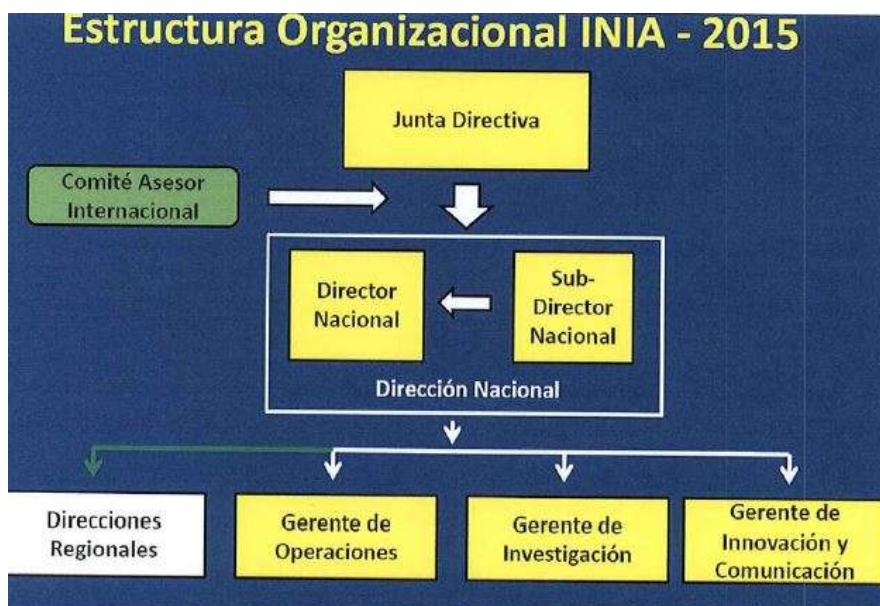 Estructura Organizacional INIA - 2015
Junta Directiva
Comité Asesor
Internacional
Director
Nacional
Sub-
Director
Nacional
Dirección Nacional
Direcciones
Regionales
Gerente de
Operaciones
Gerente de
Investigación
Gerente de
Innovación y
Comunicación